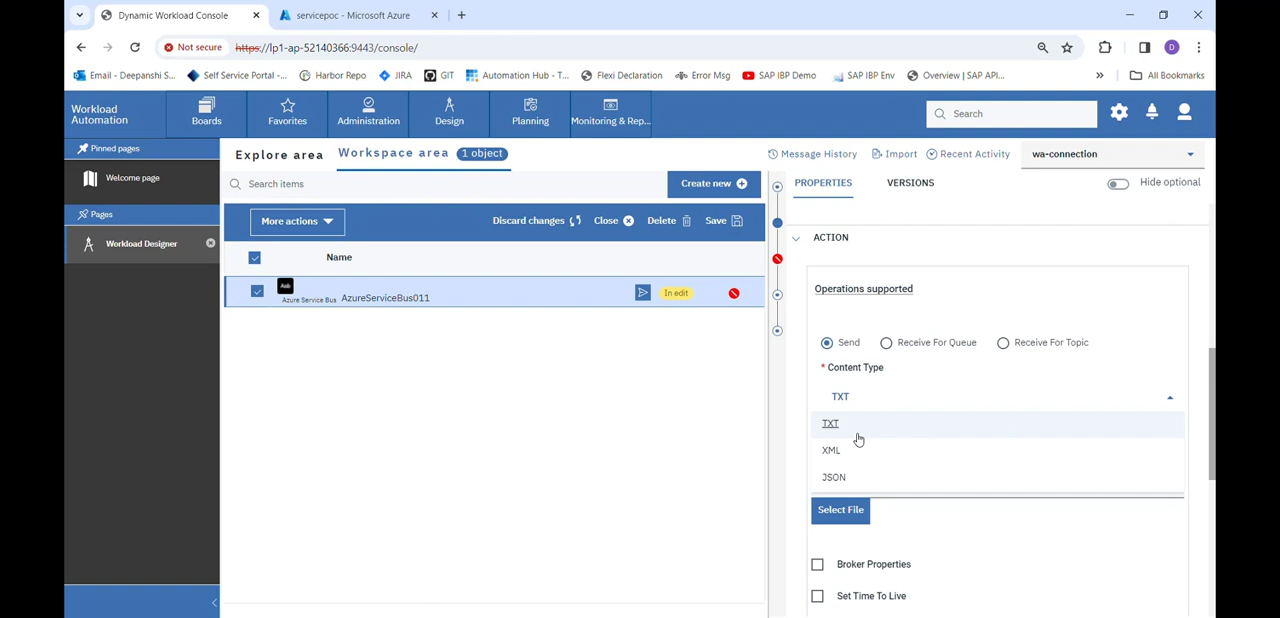 Dynamic Workload Console
servicepoc - Microsoft Azure
Not secure
https://lp1-ap-52140366:9443/console/
D
Email - Deepanshi S...
Self Service Portal -...
Harbor Repo
JIRA
GIT
Automation Hub - T...
Flexi Declaration
Error Msg
SAP IBP Demo
SAP IBP Env
Overview | SAP API...
»
All Bookmarks
Workload Automation
Boards
Favorites
Administration
Design
Planning
Monitoring & Rep...
Search
Pinned pages
Welcome page
Pages
Workload Designer
Explore area
Workspace area
1 object
Message History
Import
Recent Activity
wa-connection
Search items
Create new
PROPERTIES
VERSIONS
Hide optional
More actions
Discard changes
Close
Delete
Save
Name
Asb
Azure Service Bus
AzureServiceBus011
In edit
ACTION
Operations supported
Send
Receive For Queue
Receive For Topic
* Content Type
TXT
TXT
XML
JSON
Select File
Broker Properties
Set Time To Live